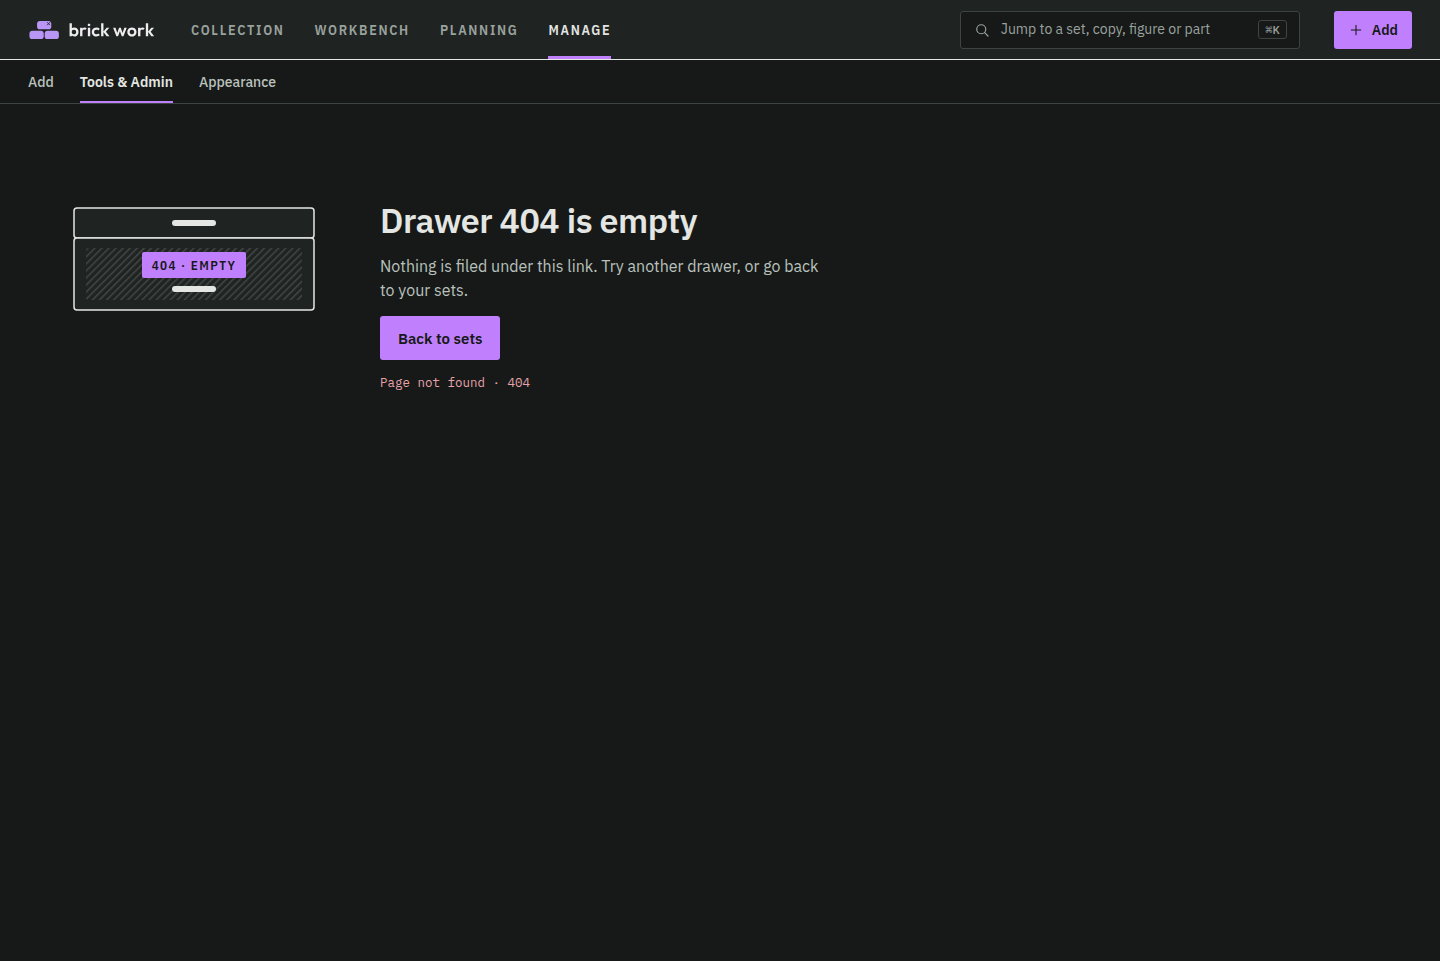 brick work
COLLECTION
WORKBENCH
PLANNING
MANAGE
Jump to a set, copy, figure or part
⌘K
+ Add
Add
Tools & Admin
Appearance
404 · EMPTY
Drawer 404 is empty
Nothing is filed under this link. Try another drawer, or go back
to your sets.
Back to sets
Page not found · 404